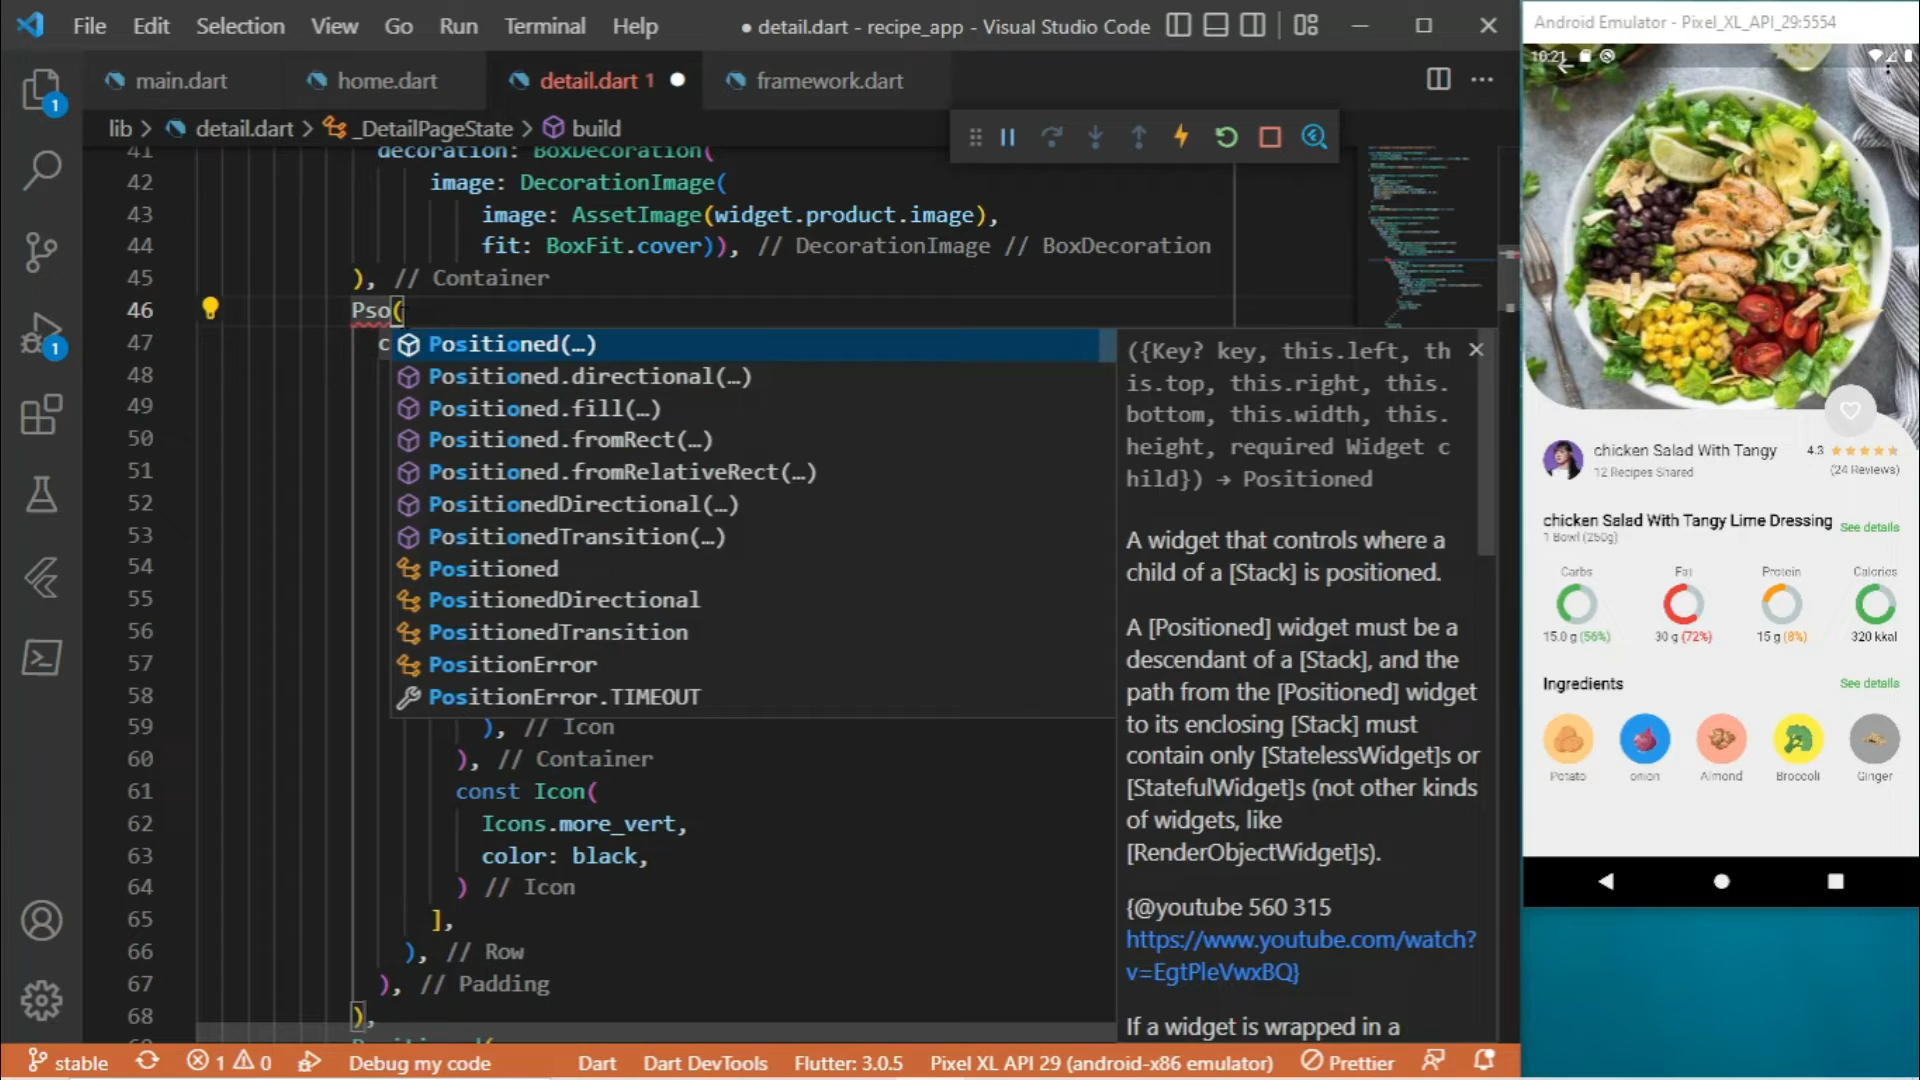 File Edit Selection View Go Run Terminal Help
● detail.dart - recipe_app - Visual Studio Code
main.dart home.dart detail.dart 1 framework.dart
lib > detail.dart > _DetailPageState > build
41 decoration: BoxDecoration(
42 image: DecorationImage(
43 image: AssetImage(widget.product.image),
44 fit: BoxFit.cover)), // DecorationImage // BoxDecoration
45 ), // Container
46 Pso(
47 c
48
49
50
51
52
53
54
55
56
57
58
59 ), // Icon
60 ), // Container
61 const Icon(
62 Icons.more_vert,
63 color: black,
64 ) // Icon
65 ],
66 ), // Row
67 ), // Padding
68 ),
Positioned(…)
Positioned.directional(…)
Positioned.fill(…)
Positioned.fromRect(…)
Positioned.fromRelativeRect(…)
PositionedDirectional(…)
PositionedTransition(…)
Positioned
PositionedDirectional
PositionedTransition
PositionError
PositionError.TIMEOUT
({Key? key, this.left, th
is.top, this.right, this.
bottom, this.width, this.
height, required Widget c
hild}) → Positioned
A widget that controls where a
child of a [Stack] is positioned.
A [Positioned] widget must be a
descendant of a [Stack], and the
path from the [Positioned] widget
to its enclosing [Stack] must
contain only [StatelessWidget]s or
[StatefulWidget]s (not other kinds
of widgets, like
[RenderObjectWidget]s).
{@youtube 560 315
https://www.youtube.com/watch?
v=EgtPleVwxBQ}
If a widget is wrapped in a
1
1
stable 1 0 Debug my code Dart Dart DevTools Flutter: 3.0.5 Pixel XL API 29 (android-x86 emulator) Prettier
Android Emulator - Pixel_XL_API_29:5554
10:21
chicken Salad With Tangy 4.3
12 Recipes Shared (24 Reviews)
chicken Salad With Tangy Lime Dressing See details
1 Bowl (250g)
Carbs Fat Protein Calories
15.0 g (56%) 30 g (72%) 15 g (8%) 320 kkal
Ingredients See details
Potato onion Almond Broccoli Ginger